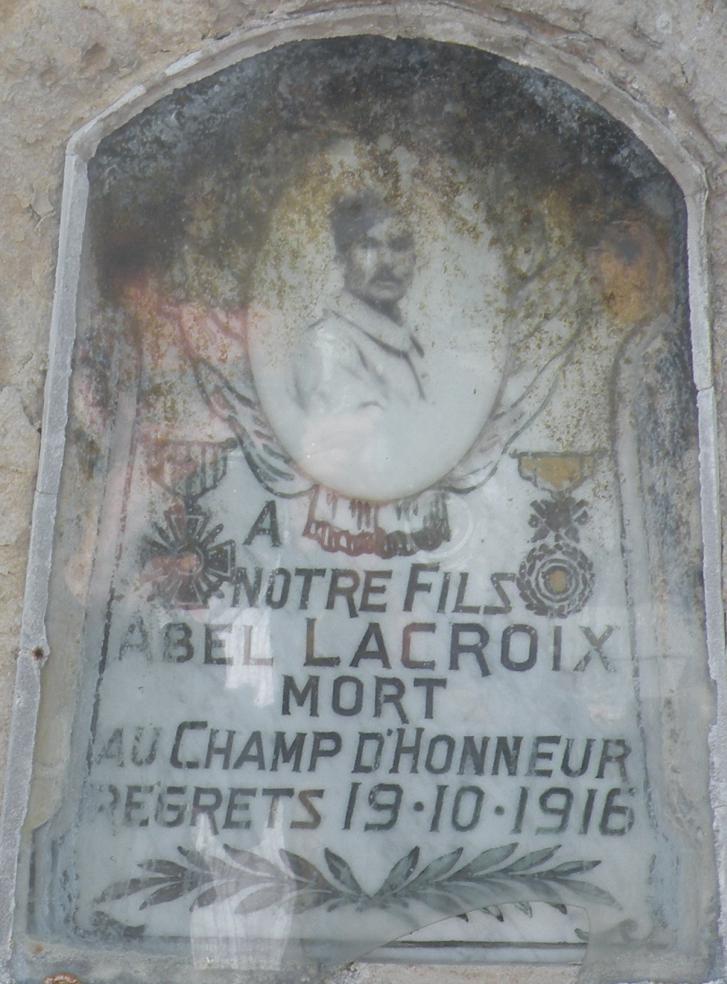 A
NOTRE FILS
ABEL LACROIX
MORT
AU CHAMP D'HONNEUR
REGRETS 19·10·1916